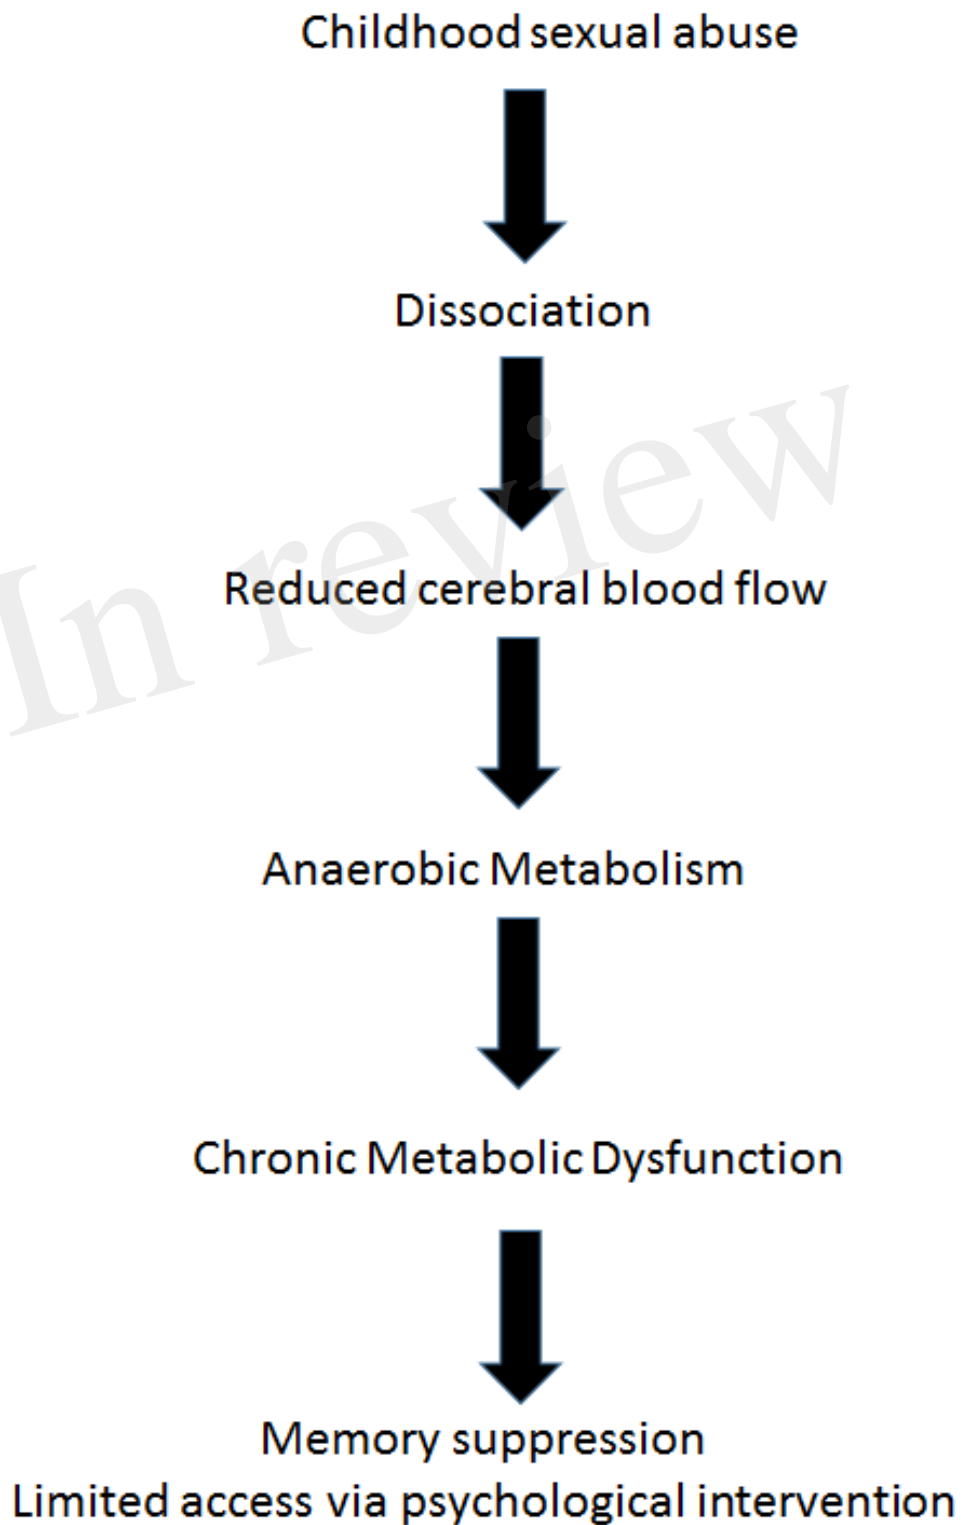 Childhood sexual abuse
Dissociation
In review
Reduced cerebral blood flow
Anaerobic Metabolism
Chronic Metabolic Dysfunction
Memory suppression
Limited access via psychological intervention